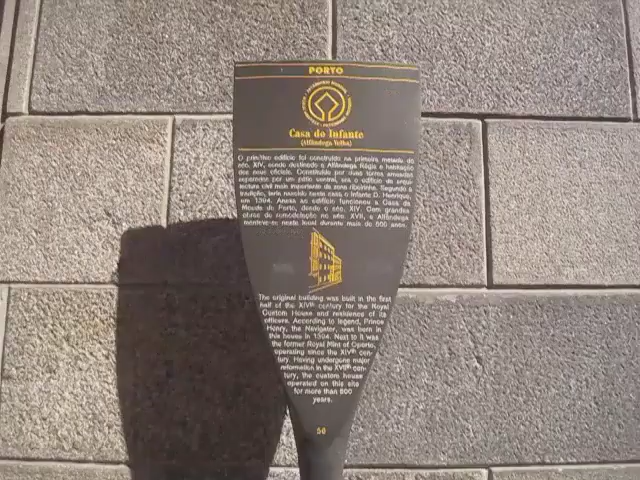 PORTO
Casa do Infante
(Alfândega Velha)
O primitivo edifício foi construído na primeira metade do
séc. XIV, sendo destinado a Alfândega Régia e habitação
dos seus oficiais. Constituído por duas torres ameadas
separadas por um pátio central, era o edifício de arqui-
tectura civil mais importante da zona ribeirinha. Segundo a
tradição, teria nascido nesta casa o Infante D. Henrique
em 1394. Anexa ao edifício funcionou a Casa da
Moeda do Porto, desde o séc. XIV. Com grandes
obras de remodelação no séc. XVII, a Alfândega
manteve-se neste local durante mais de 500 anos.
The original building was built in the first
half of the XIVth century for the Royal
Custom House and residence of its
officers. According to legend, Prince
Henry, the Navigator, was born in
this house in 1394. Next to it was
the former Royal Mint of Oporto,
operating since the XIVth cen-
tury. Having undergone major
reformation in the XVIIth cen-
tury, the custom house
operated on this site
for more than 500
years.